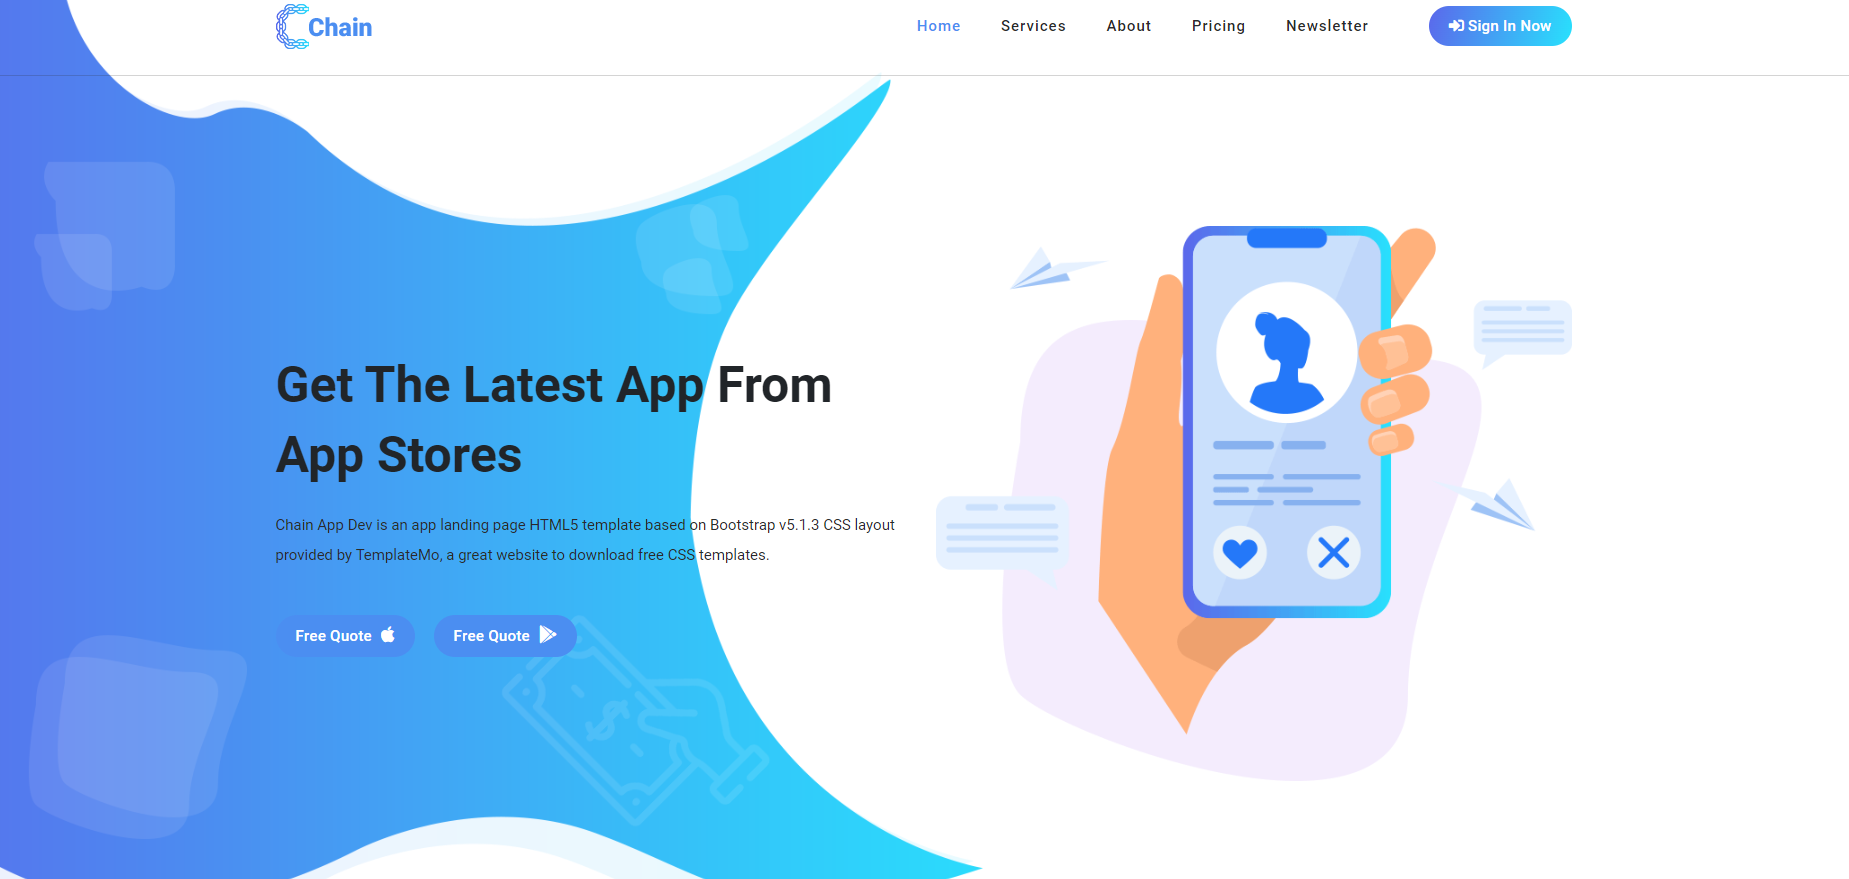 Chain
Home Services About Pricing Newsletter Sign In Now
Get The Latest App From
App Stores
Chain App Dev is an app landing page HTML5 template based on Bootstrap v5.1.3 CSS layout
provided by TemplateMo, a great website to download free CSS templates.
Free Quote Free Quote
$